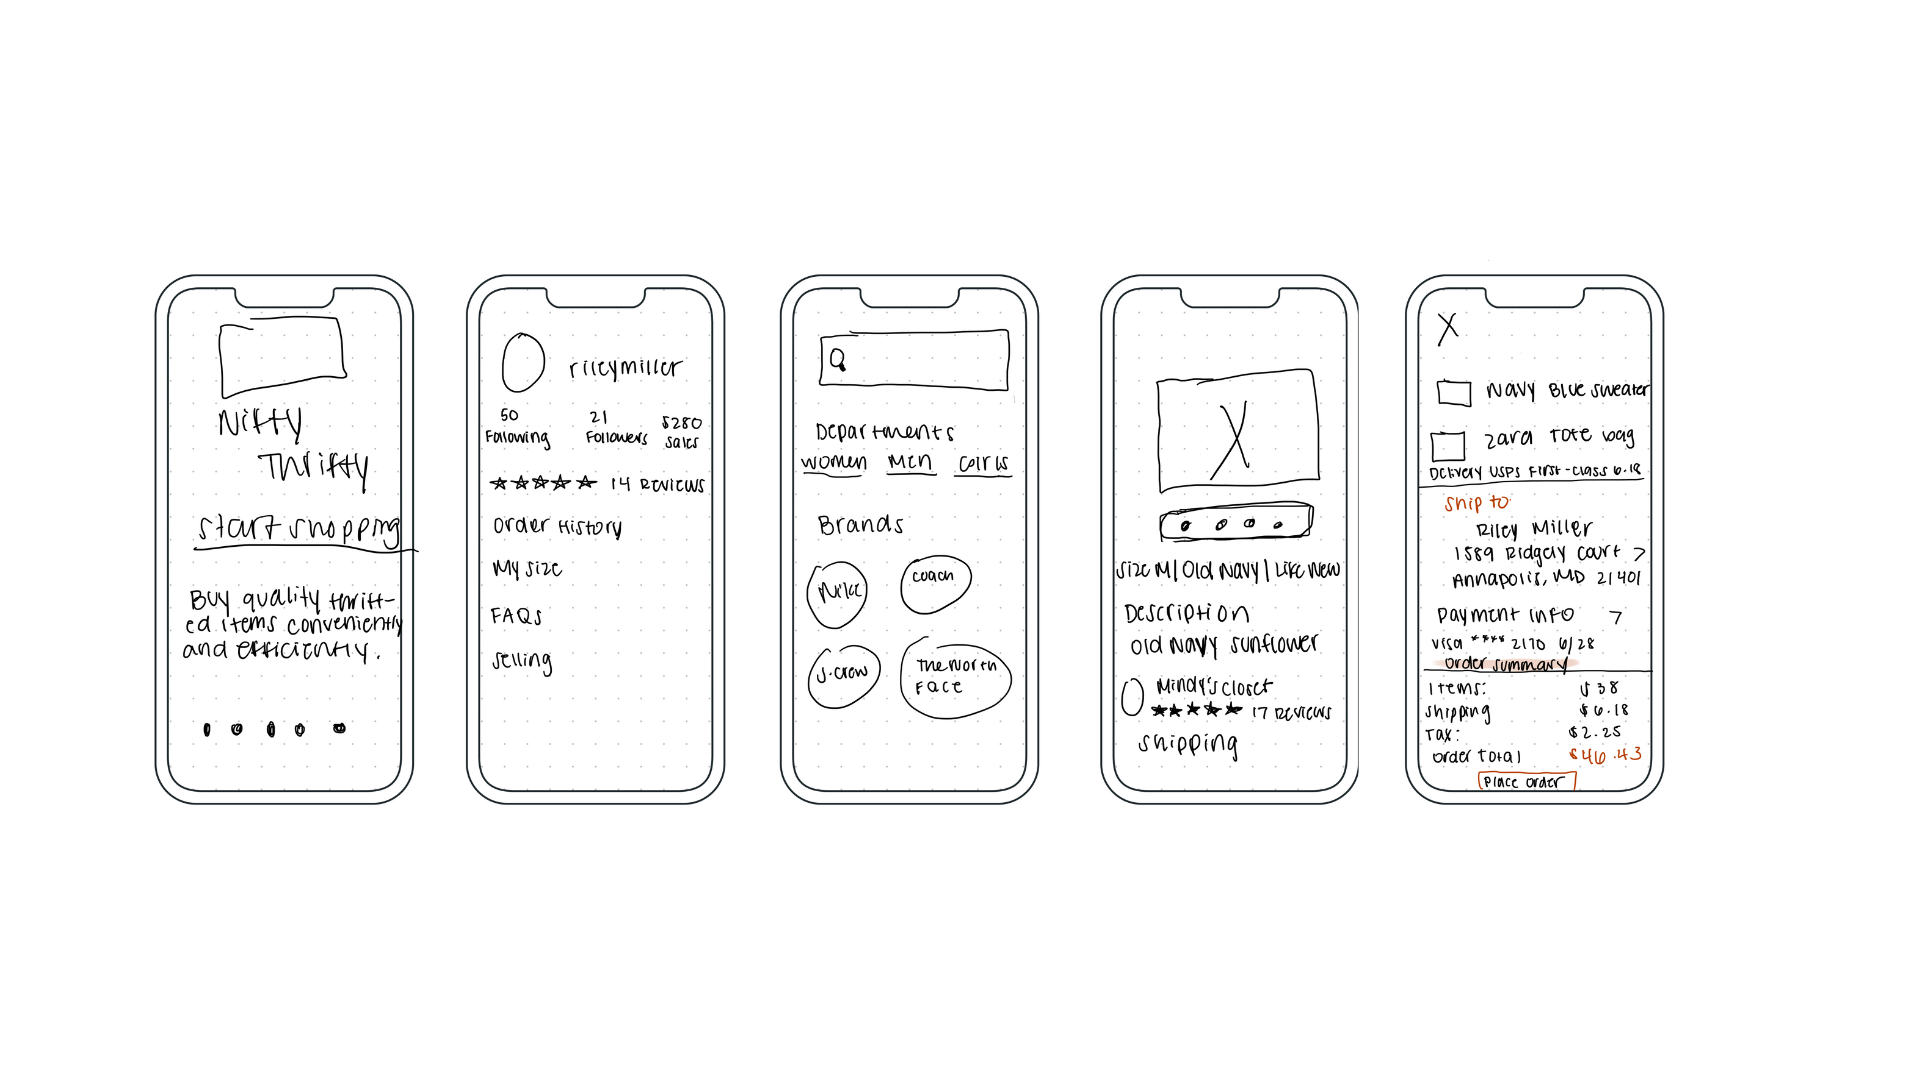 Nifty
Thrifty
start shopping
Buy quality thrift-
ed items conveniently
and efficiently.
rileymiller
50 21 $280
Following Followers Sales
14 Reviews
Order History
My size
FAQs
Selling
Departments
women Men Girls
Brands
Nike Coach
J.Crew The North
Face
Size M | Old Navy | Like New
Description
Old Navy Sunflower
Mindy's closet
17 Reviews
Shipping
X
Navy Blue Sweater
Zara Tote bag
Delivery USPS First-Class 6.18
Ship to
Riley Miller
1589 Ridgely Court >
Annapolis, MD 21401
Payment info >
Visa **** 2170 6/28
Order Summary
Items: $38
Shipping $6.18
Tax: $2.25
Order Total $46.43
Place Order